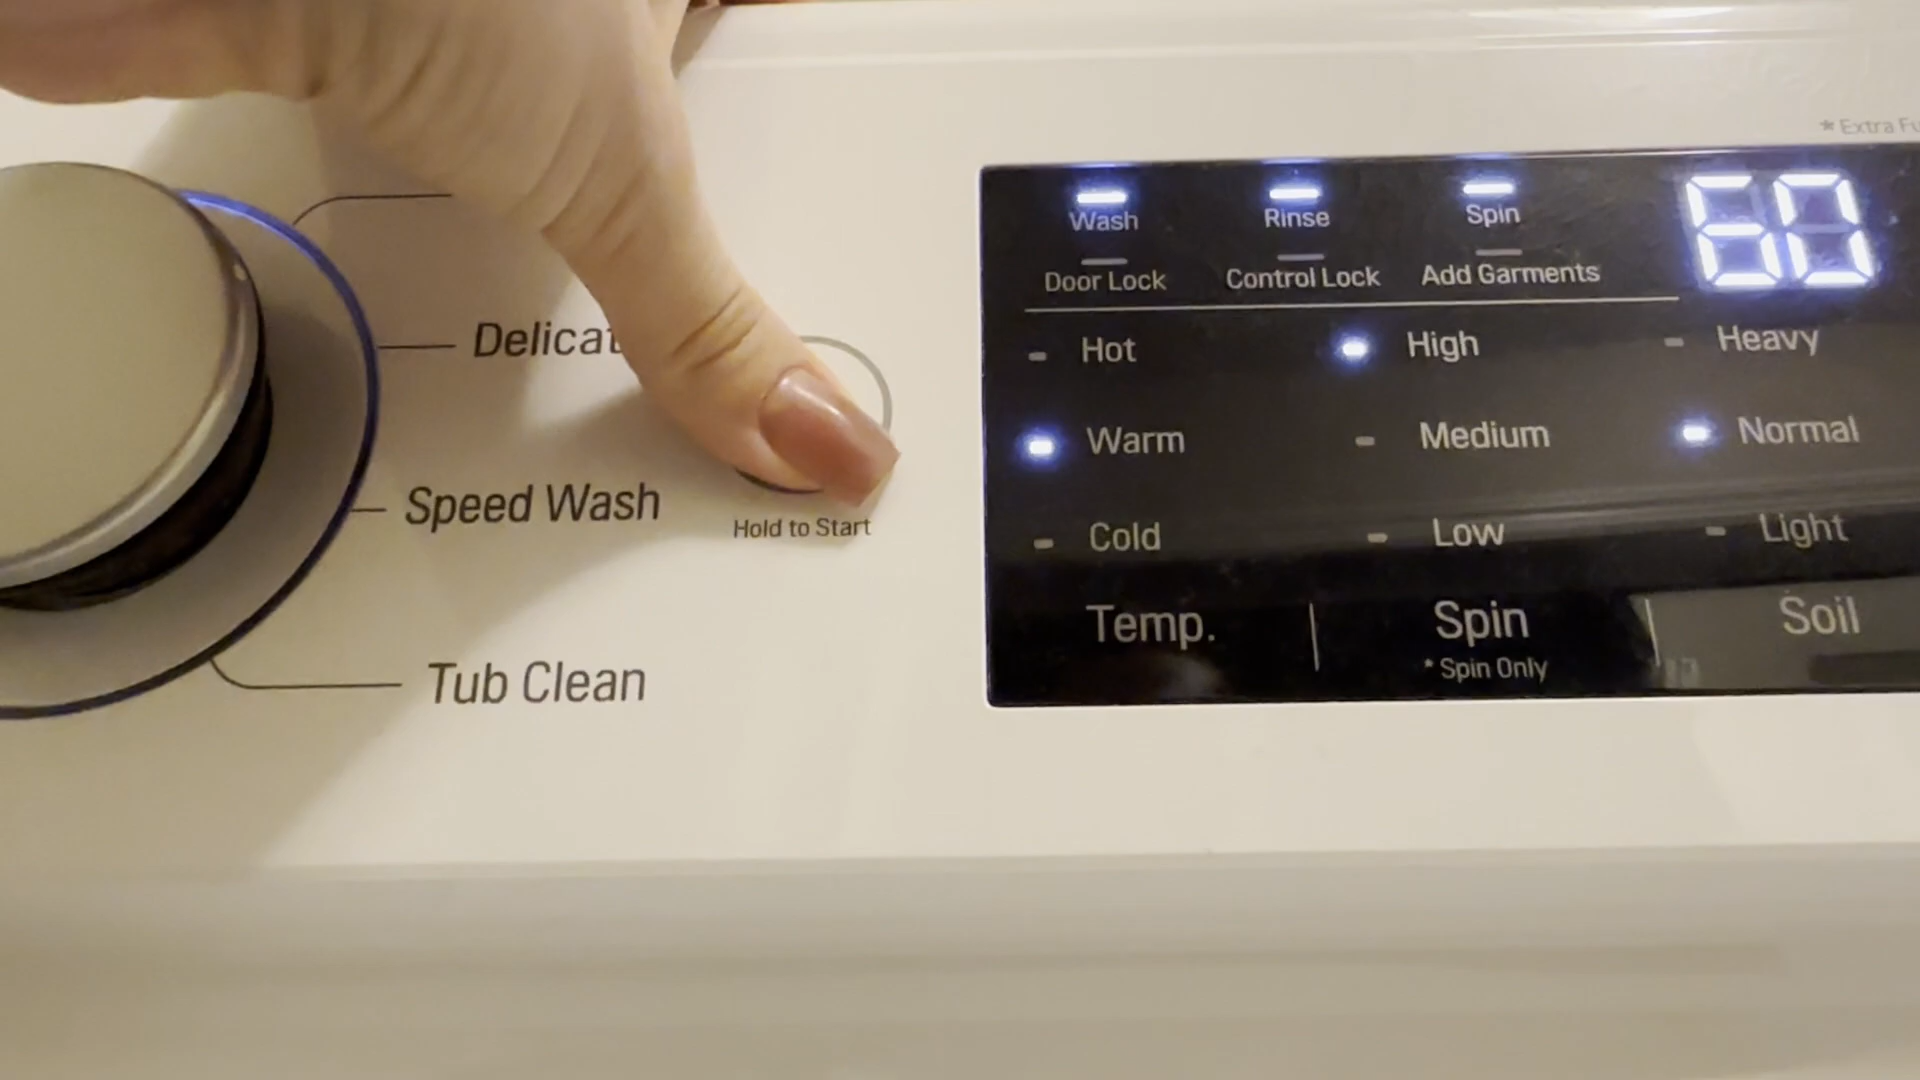 * Extra Fu
Wash Rinse Spin 50
Door Lock Control Lock Add Garments
Delicat
Hot High Heavy
Warm Medium Normal
Speed Wash
Hold to Start
Cold Low Light
Tub Clean
Temp. Spin Soil
* Spin Only